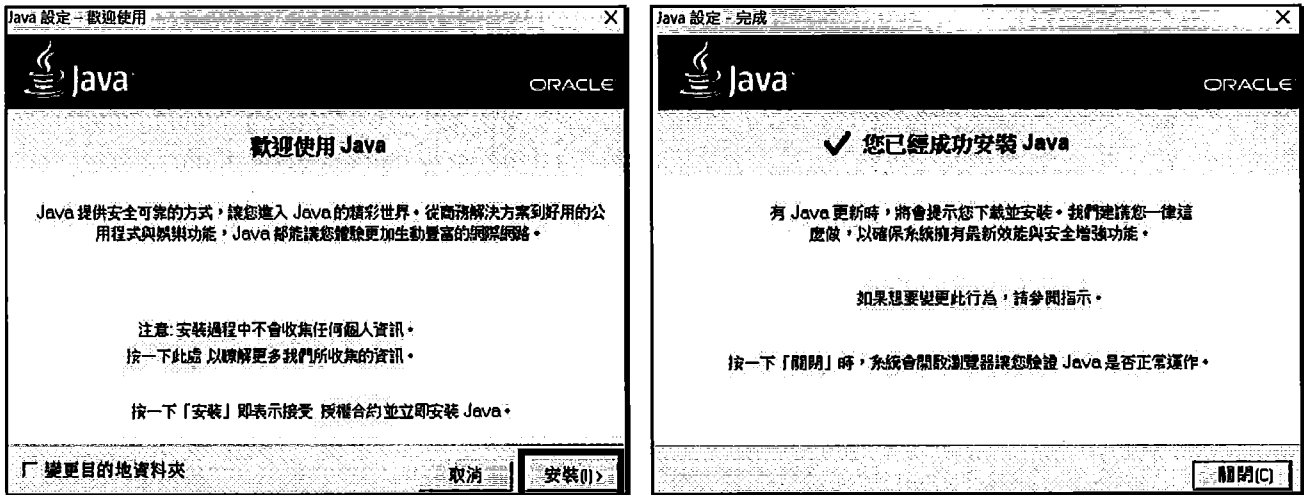 Java 設定 - 歡迎使用
Java
ORACLE
歡迎使用 Java
Java 提供安全可靠的方式，讓您進入 Java 的精彩世界。從商務解決方案到好用的公
用程式與娛樂功能，Java 都能讓您體驗更加生動豐富的網際網路。
注意: 安裝過程中不會收集任何個人資訊。
按一下此處 以瞭解更多我們所收集的資訊。
按一下「安裝」即表示接受 授權合約 並立即安裝 Java。
變更目的地資料夾
取消
安裝(I) >
Java 設定 - 完成
Java
ORACLE
您已經成功安裝 Java
有 Java 更新時，將會提示您下載並安裝。我們建議您一律這
麼做，以確保系統擁有最新效能與安全增強功能。
如果想要變更此行為，請參閱指示。
按一下「關閉」時，系統會開啟瀏覽器讓您驗證 Java 是否正常運作。
關閉(C)